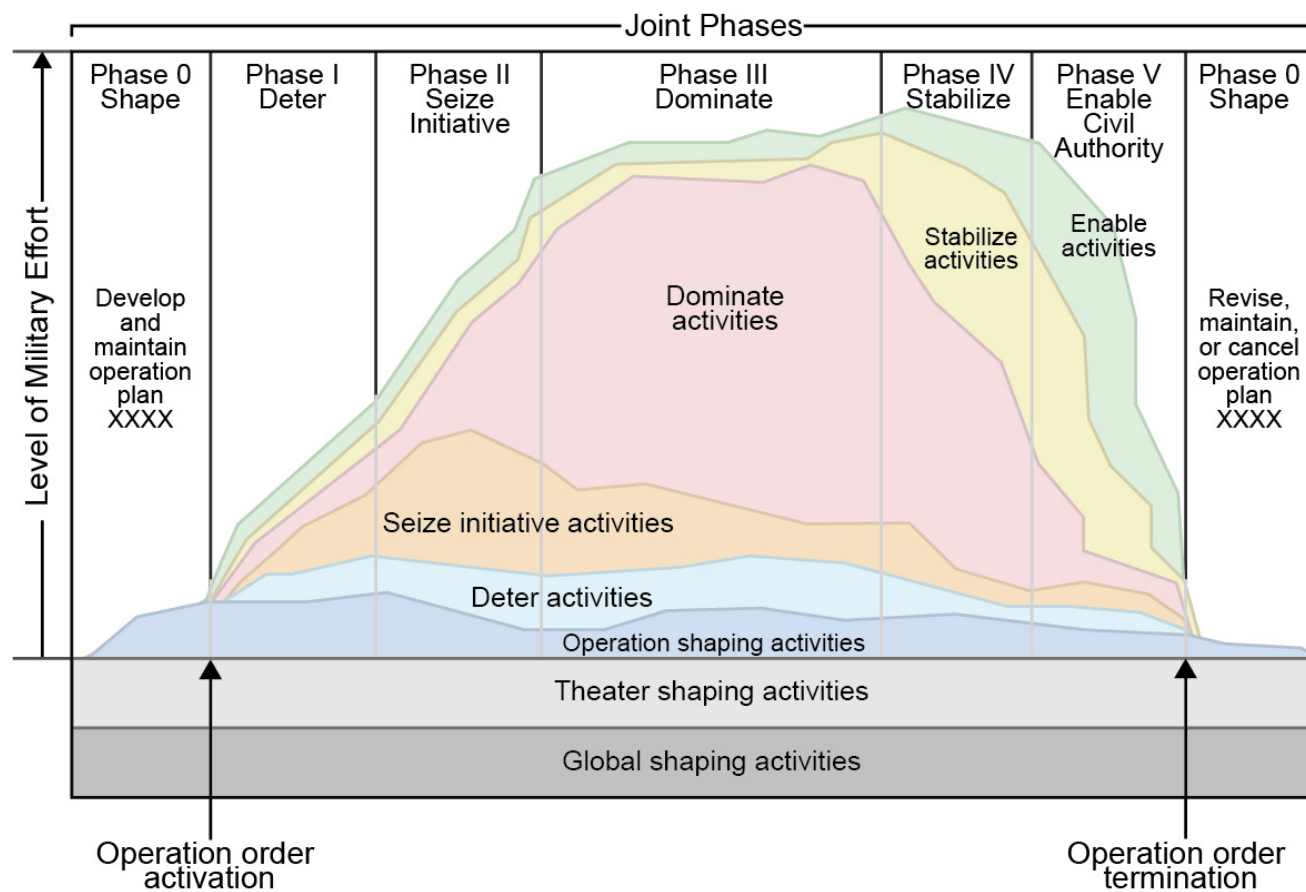 Joint Phases
Phase 0
Shape
Phase I
Deter
Phase II
Seize
Initiative
Phase III
Dominate
Phase IV
Stabilize
Phase V
Enable
Civil
Authority
Phase 0
Shape
Level of Military Effort
Develop
and
maintain
operation
plan
XXXX
Dominate
activities
Stabilize
activities
Enable
activities
Revise,
maintain,
or cancel
operation
plan
XXXX
Seize initiative activities
Deter activities
Operation shaping activities
Theater shaping activities
Global shaping activities
Operation order
activation
Operation order
termination